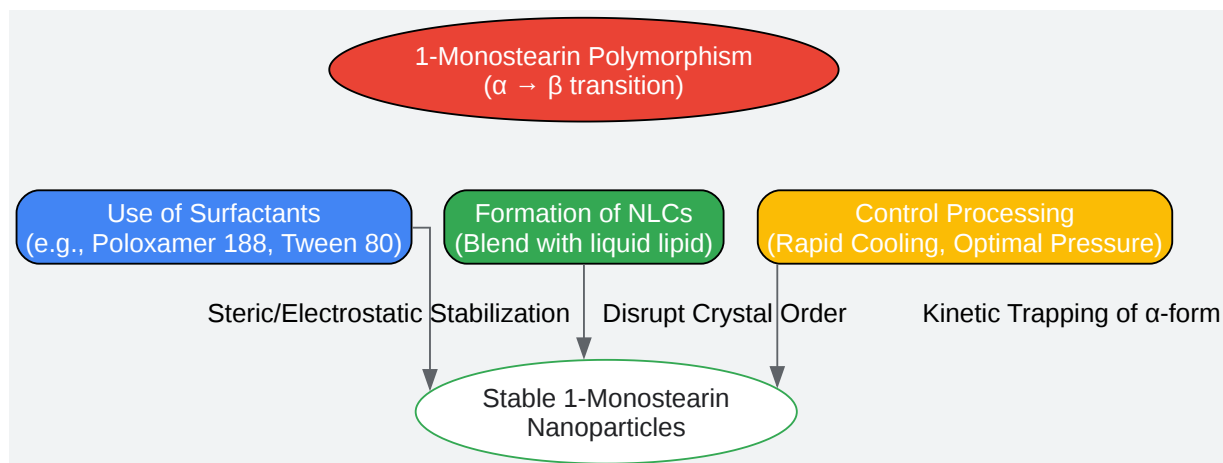 1-Monostearin Polymorphism
(α → β transition)
Use of Surfactants
(e.g., Poloxamer 188, Tween 80)
Formation of NLCs
(Blend with liquid lipid)
Control Processing
(Rapid Cooling, Optimal Pressure)
Steric/Electrostatic Stabilization
Disrupt Crystal Order
Kinetic Trapping of α-form
Stable 1-Monostearin
Nanoparticles